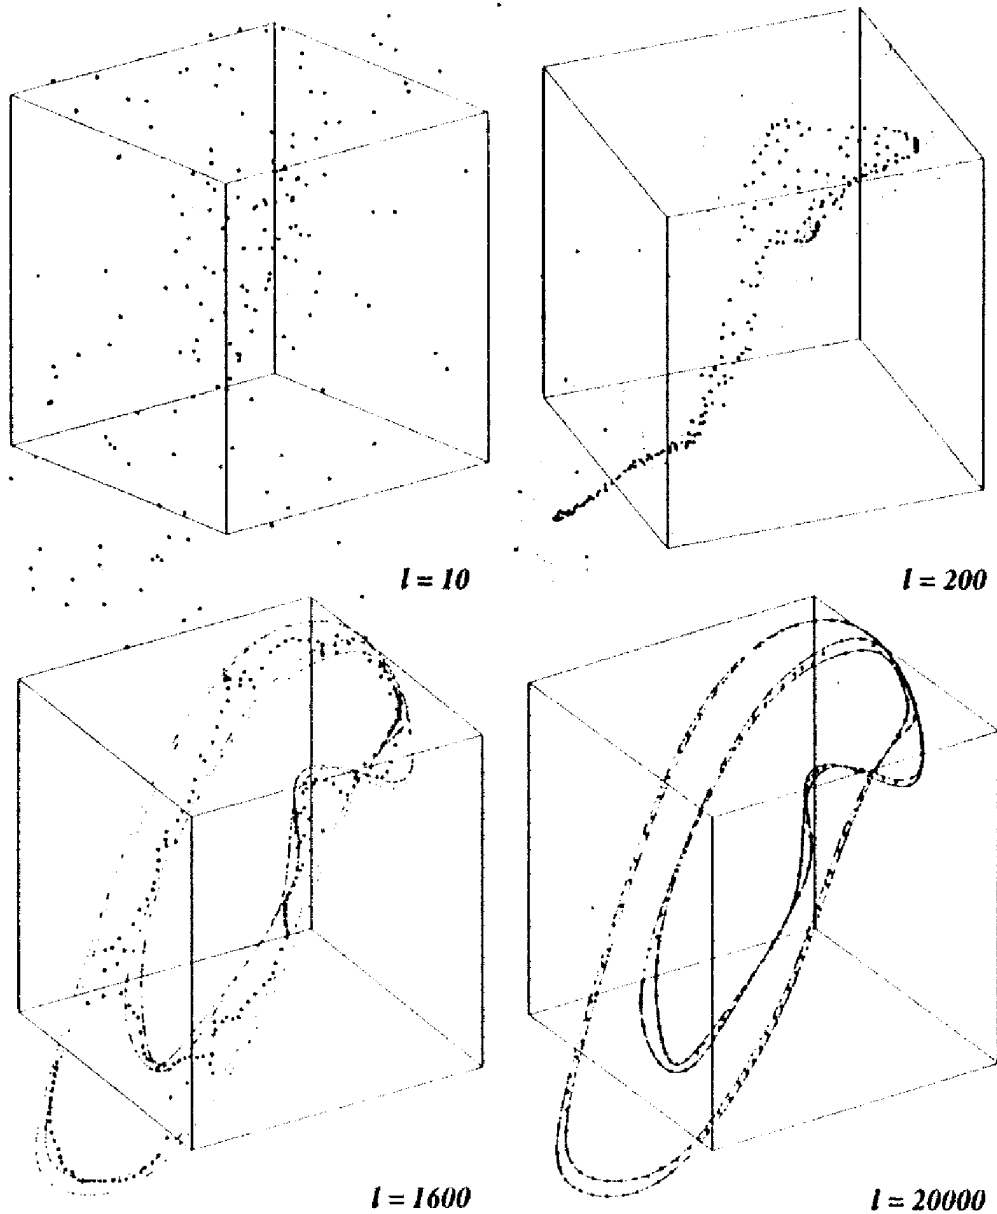 l = 10
l = 200
l = 1600
l = 20000